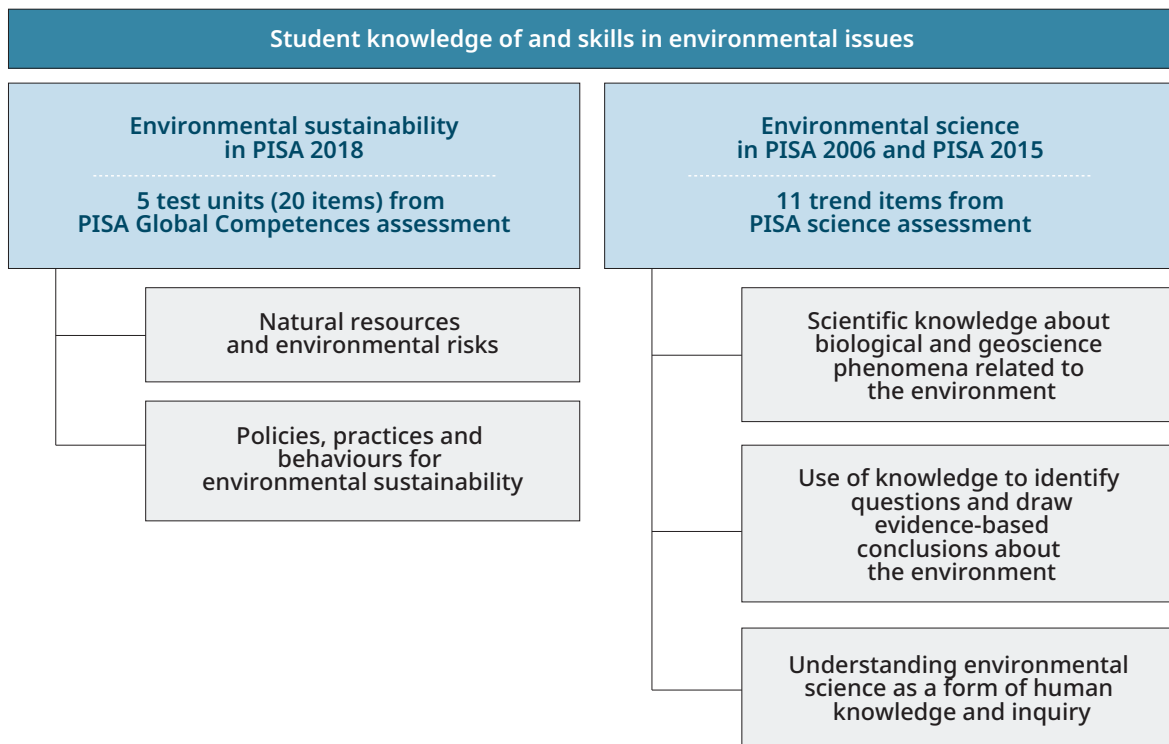 Student knowledge of and skills in environmental issues
Environmental sustainability
in PISA 2018
5 test units (20 items) from
PISA Global Competences assessment
Natural resources
and environmental risks
Policies, practices and
behaviours for
environmental sustainability
Environmental science
in PISA 2006 and PISA 2015
11 trend items from
PISA science assessment
Scientific knowledge about
biological and geoscience
phenomena related to
the environment
Use of knowledge to identify
questions and draw
evidence-based
conclusions about
the environment
Understanding environmental
science as a form of human
knowledge and inquiry